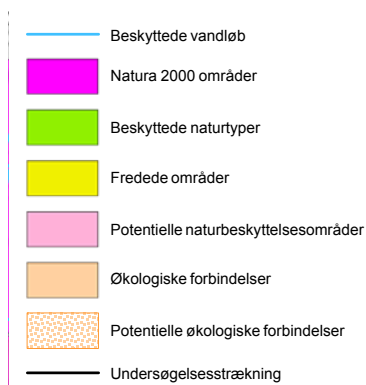 Beskyttede vandløb
Natura 2000 områder
Beskyttede naturtyper
Fredede områder
Potentielle naturbeskyttelsesområder
Økologiske forbindelser
Potentielle økologiske forbindelser
Undersøgelsesstrækning